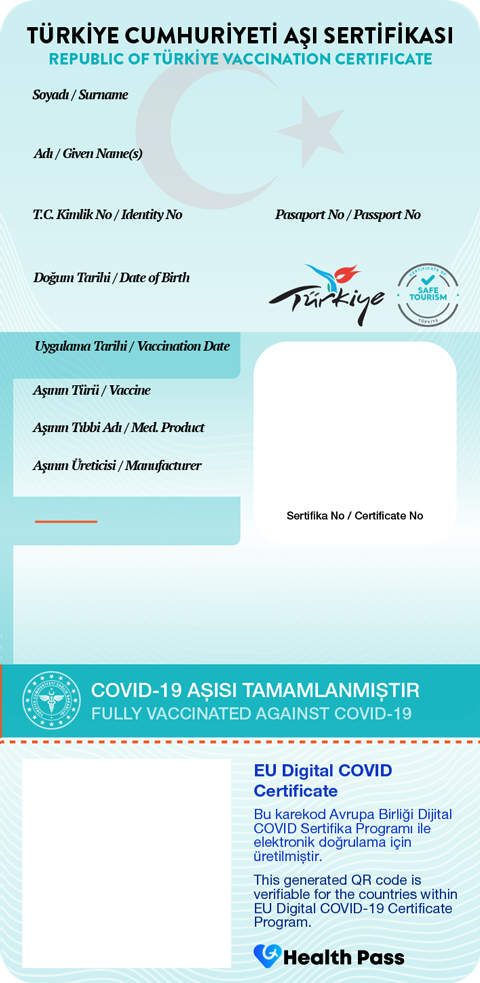 TÜRKİYE CUMHURİYETİ AŞI SERTİFİKASI
REPUBLIC OF TÜRKİYE VACCINATION CERTIFICATE
Soyadı / Surname
Adı / Given Name(s)
T.C. Kimlik No / Identity No
Pasaport No / Passport No
Doğum Tarihi / Date of Birth
Türkiye
CERTIFICATE OF
SAFE
TOURISM
TÜRKİYE
Uygulama Tarihi / Vaccination Date
Aşının Türü / Vaccine
Aşının Tıbbi Adı / Med. Product
Aşının Üreticisi / Manufacturer
Sertifika No / Certificate No
COVID-19 AŞISI TAMAMLANMIŞTIR
FULLY VACCINATED AGAINST COVID-19
EU Digital COVID
Certificate
Bu karekod Avrupa Birliği Dijital
COVID Sertifika Programı ile
elektronik doğrulama için
üretilmiştir.
This generated QR code is
verifiable for the countries within
EU Digital COVID-19 Certificate
Program.
Health Pass